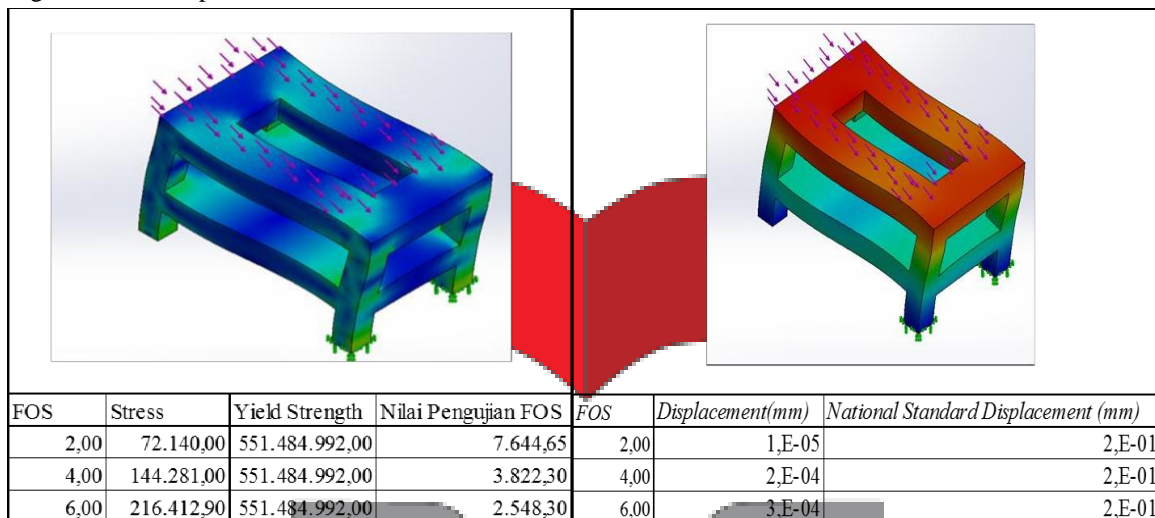 FOS Stress Yield Strength Nilai Pengujian FOS
2,00 72.140,00 551.484.992,00 7.644,65
4,00 144.281,00 551.484.992,00 3.822,30
6,00 216.412,90 551.484.992,00 2.548,30
FOS Displacement(mm) National Standard Displacement (mm)
2,00 1,E-05 2,E-01
4,00 2,E-04 2,E-01
6,00 3,E-04 2,E-01